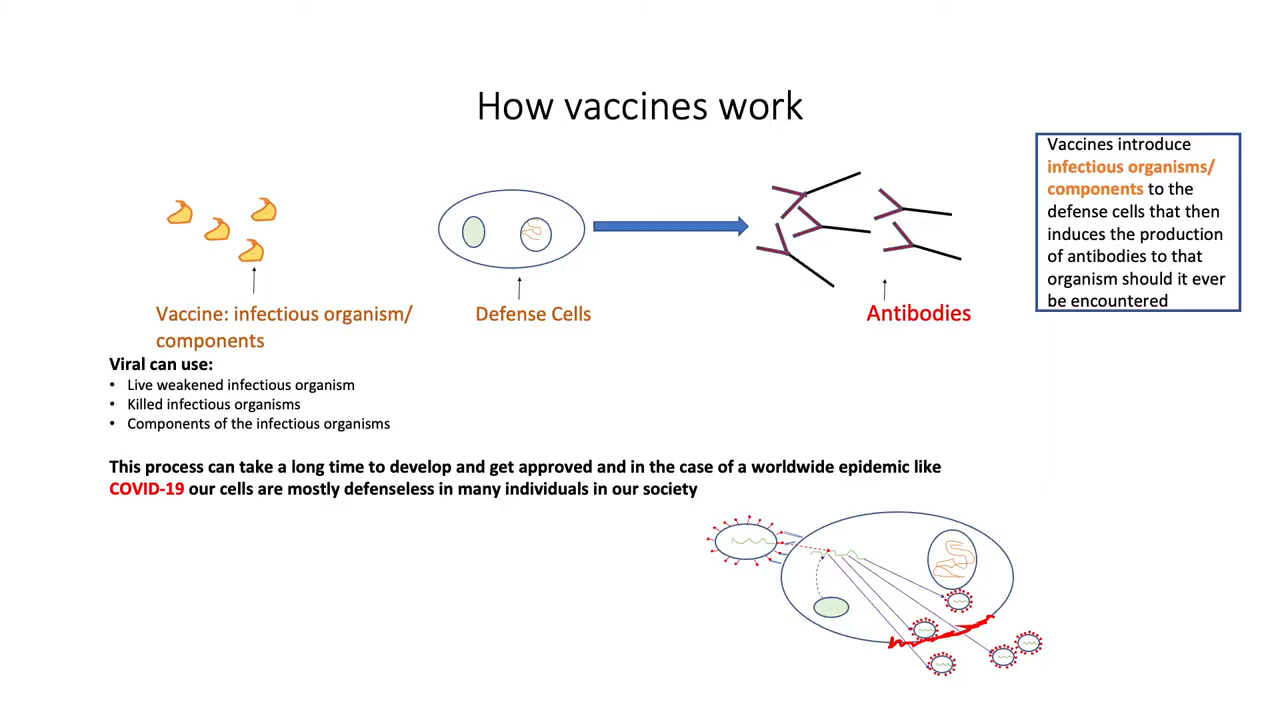 How vaccines work
Vaccines introduce
infectious organisms/
components to the
defense cells that then
induces the production
of antibodies to that
organism should it ever
be encountered
Vaccine: infectious organism/
components
Defense Cells
Antibodies
Viral can use:
• Live weakened infectious organism
• Killed infectious organisms
• Components of the infectious organisms
This process can take a long time to develop and get approved and in the case of a worldwide epidemic like
COVID-19 our cells are mostly defenseless in many individuals in our society